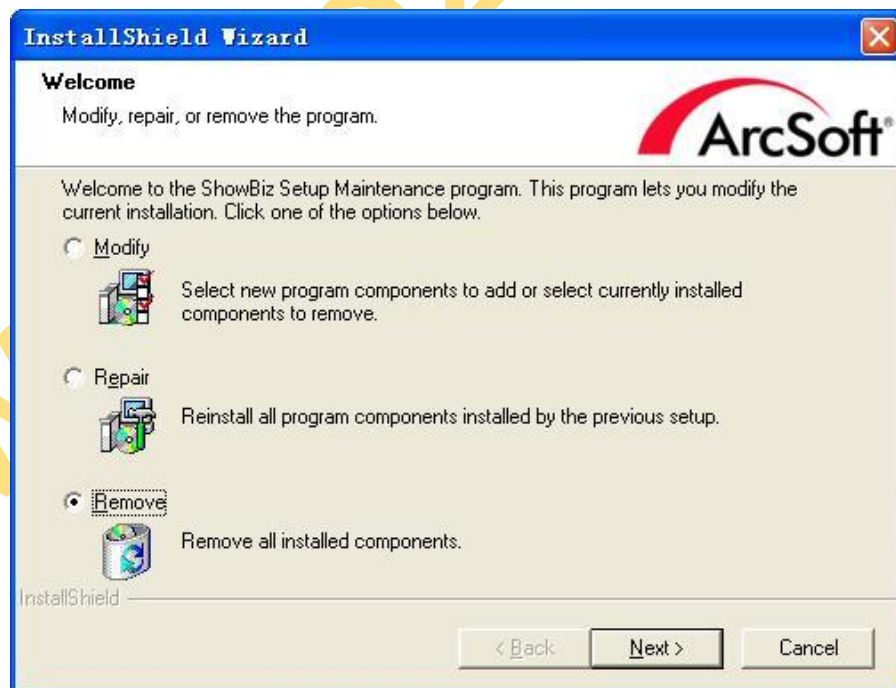 InstallShield Wizard
Welcome
Modify, repair, or remove the program.
ArcSoft®
Welcome to the ShowBiz Setup Maintenance program. This program lets you modify the
current installation. Click one of the options below.
Modify
Select new program components to add or select currently installed
components to remove.
Repair
Reinstall all program components installed by the previous setup.
Remove
Remove all installed components.
InstallShield
< Back
Next >
Cancel